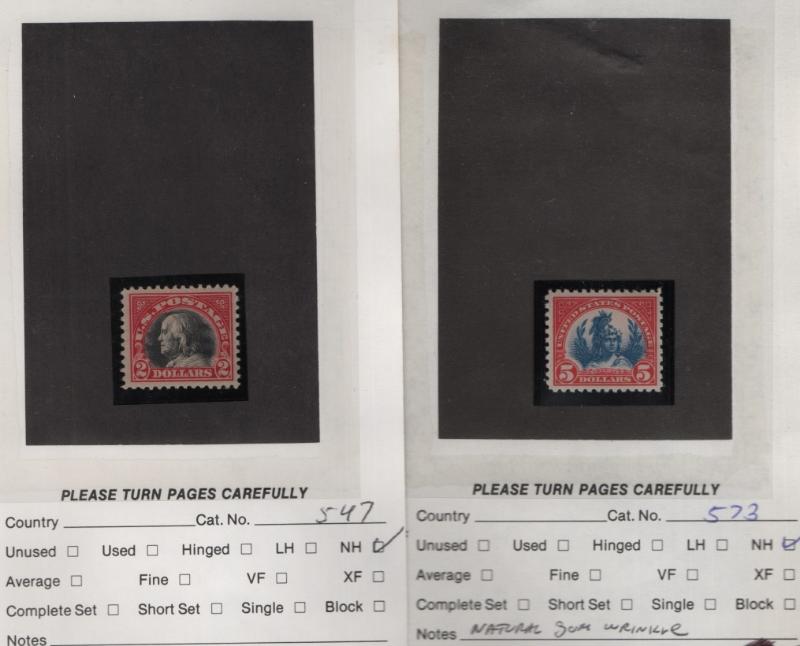 U.S. POSTAGE
2 DOLLARS 2
PLEASE TURN PAGES CAREFULLY
Country Cat. No. 547
Unused ☐ Used ☐ Hinged ☐ LH ☐ NH ☑
Average ☐ Fine ☐ VF ☐ XF ☐
Complete Set ☐ Short Set ☐ Single ☐ Block ☐
Notes
UNITED STATES POSTAGE
5 DOLLARS 5
PLEASE TURN PAGES CAREFULLY
Country Cat. No. 573
Unused ☐ Used ☐ Hinged ☐ LH ☐ NH ☑
Average ☐ Fine ☐ VF ☐ XF ☐
Complete Set ☐ Short Set ☐ Single ☐ Block ☐
Notes NATURAL gum WRINKLE